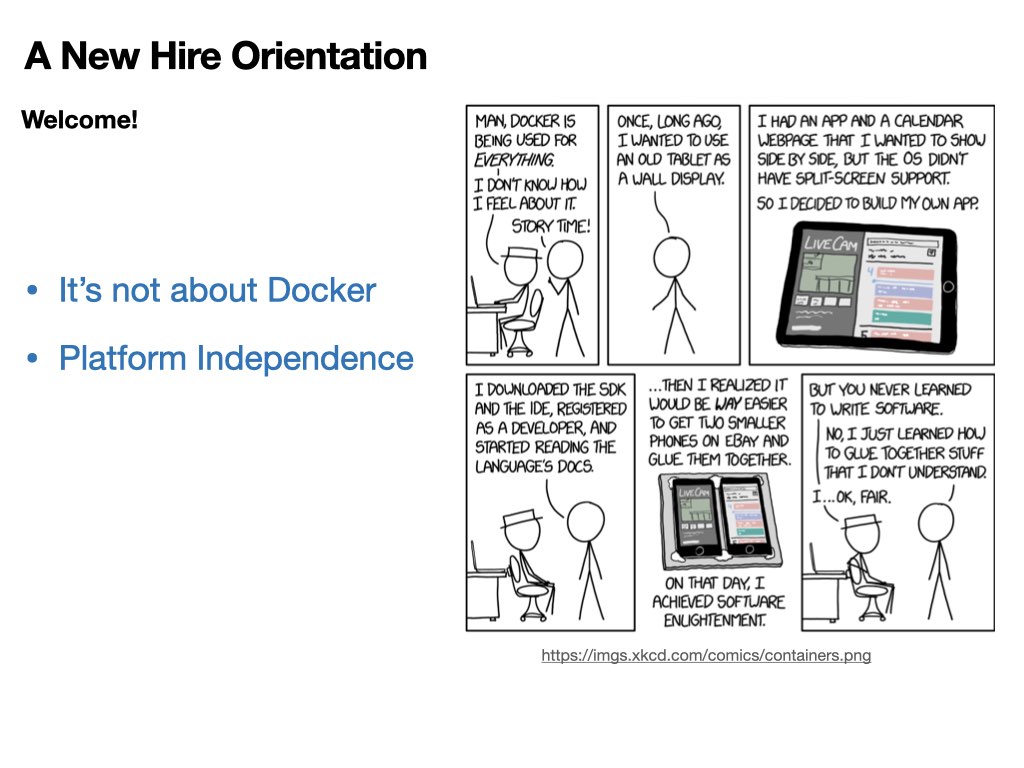 A New Hire Orientation
Welcome!
• It’s not about Docker
• Platform Independence
MAN, DOCKER IS
BEING USED FOR
EVERYTHING.
I DON'T KNOW HOW
I FEEL ABOUT IT.
STORY TIME!
ONCE, LONG AGO,
I WANTED TO USE
AN OLD TABLET AS
A WALL DISPLAY.
I HAD AN APP AND A CALENDAR
WEBPAGE THAT I WANTED TO SHOW
SIDE BY SIDE, BUT THE OS DIDN'T
HAVE SPLIT-SCREEN SUPPORT.
SO I DECIDED TO BUILD MY OWN APP.
LIVECAM
4
5
I DOWNLOADED THE SDK
AND THE IDE, REGISTERED
AS A DEVELOPER, AND
STARTED READING THE
LANGUAGE'S DOCS.
...THEN I REALIZED IT
WOULD BE WAY EASIER
TO GET TWO SMALLER
PHONES ON EBAY AND
GLUE THEM TOGETHER.
LIVECAM
ON THAT DAY, I
ACHIEVED SOFTWARE
ENLIGHTENMENT.
BUT YOU NEVER LEARNED
TO WRITE SOFTWARE.
NO, I JUST LEARNED HOW
TO GLUE TOGETHER STUFF
THAT I DON'T UNDERSTAND.
I...OK, FAIR.
https://imgs.xkcd.com/comics/containers.png